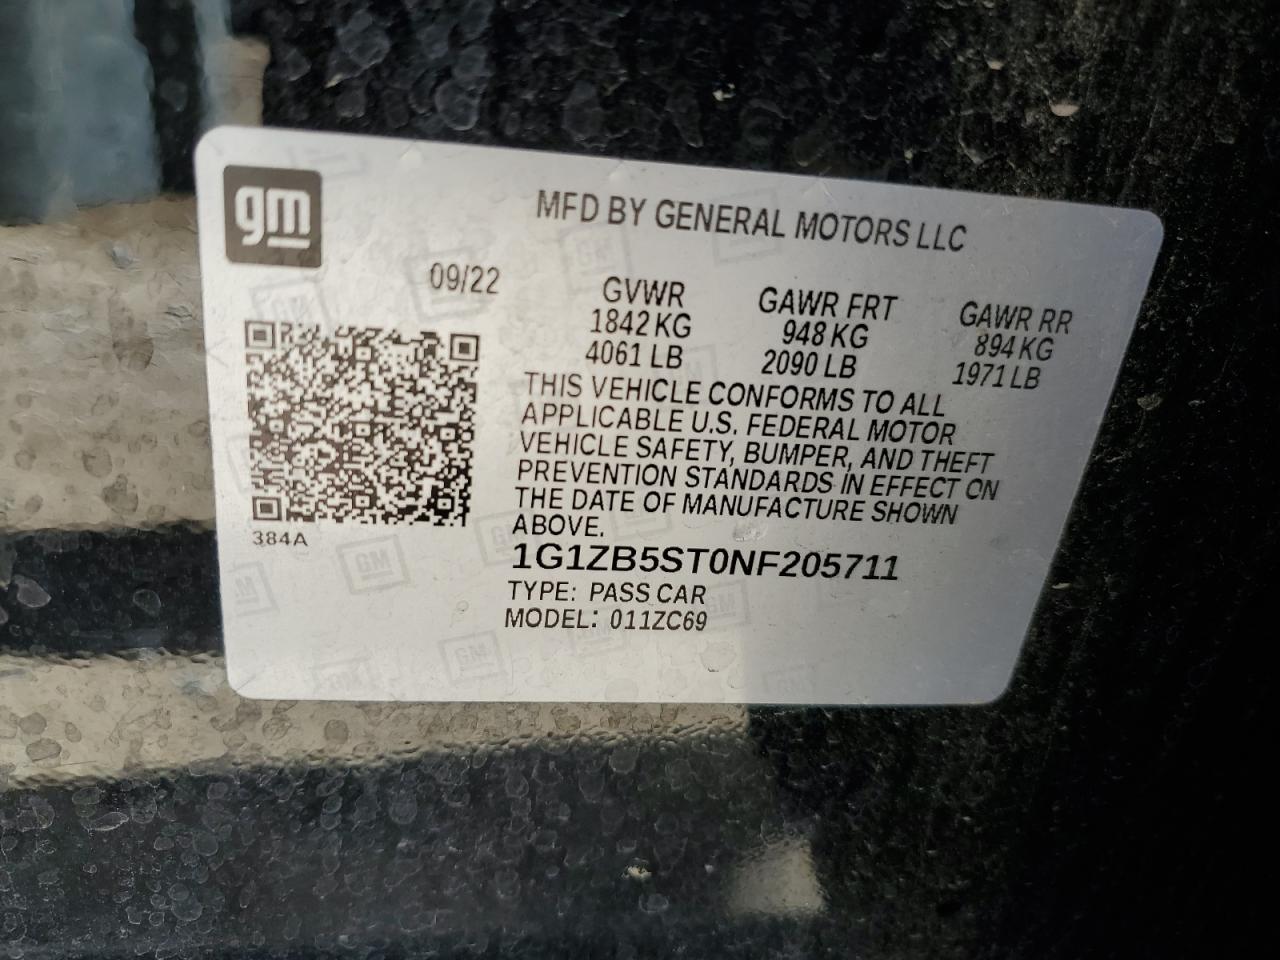 gm
MFD BY GENERAL MOTORS LLC
09/22
GVWR
1842 KG
4061 LB
GAWR FRT
948 KG
2090 LB
GAWR RR
894 KG
1971 LB
THIS VEHICLE CONFORMS TO ALL
APPLICABLE U.S. FEDERAL MOTOR
VEHICLE SAFETY, BUMPER, AND THEFT
PREVENTION STANDARDS IN EFFECT ON
THE DATE OF MANUFACTURE SHOWN
ABOVE.
384A
1G1ZB5ST0NF205711
TYPE: PASS CAR
MODEL: 011ZC69